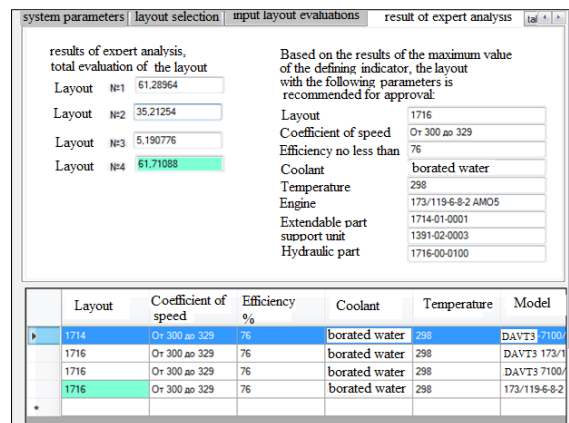 system parameters layout selection input layout evaluations result of expert analysis tal
results of expert analysis,
total evaluation of the layout
Layout №1 61,28964
Layout №2 35,21254
Layout №3 5,190776
Layout №4 61,71088
Based on the results of the maximum value
of the defining indicator, the layout
with the following parameters is
recommended for approval:
Layout 1716
Coefficient of speed От 300 до 329
Efficiency no less than 76
Coolant borated water
Temperature 298
Engine 173/119-6-8-2 АМО5
Extendable part 1714-01-0001
support unit 1391-02-0003
Hydraulic part 1716-00-0100
Layout Coefficient of speed Efficiency % Coolant Temperature Model
1714 От 300 до 329 76 borated water 298 DAVT3 -7100/
1716 От 300 до 329 76 borated water 298 DAVT3 173/1
1716 От 300 до 329 76 borated water 298 DAVT3 7100/
1716 От 300 до 329 76 borated water 298 173/119-6-8-2